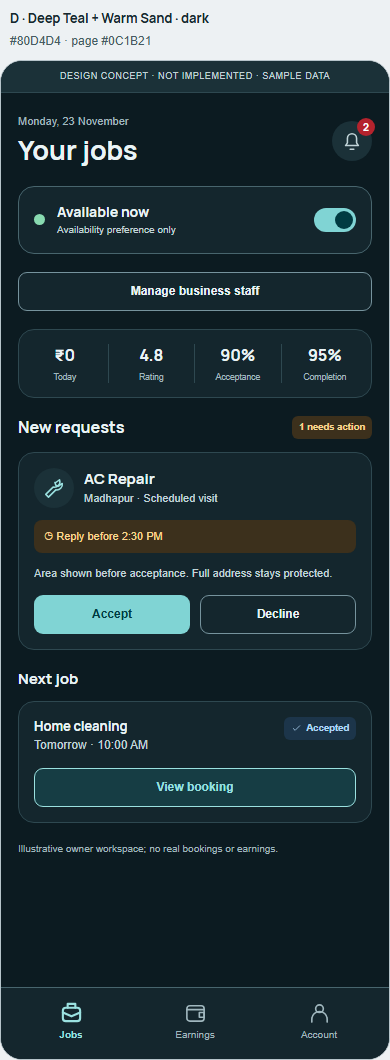 D · Deep Teal + Warm Sand · dark
#80D4D4 · page #0C1B21
DESIGN CONCEPT · NOT IMPLEMENTED · SAMPLE DATA
Monday, 23 November
Your jobs
2
Available now
Availability preference only
Manage business staff
₹0
Today
4.8
Rating
90%
Acceptance
95%
Completion
New requests
1 needs action
AC Repair
Madhapur · Scheduled visit
Reply before 2:30 PM
Area shown before acceptance. Full address stays protected.
Accept
Decline
Next job
Home cleaning
Accepted
Tomorrow · 10:00 AM
View booking
Illustrative owner workspace; no real bookings or earnings.
Jobs
Earnings
Account